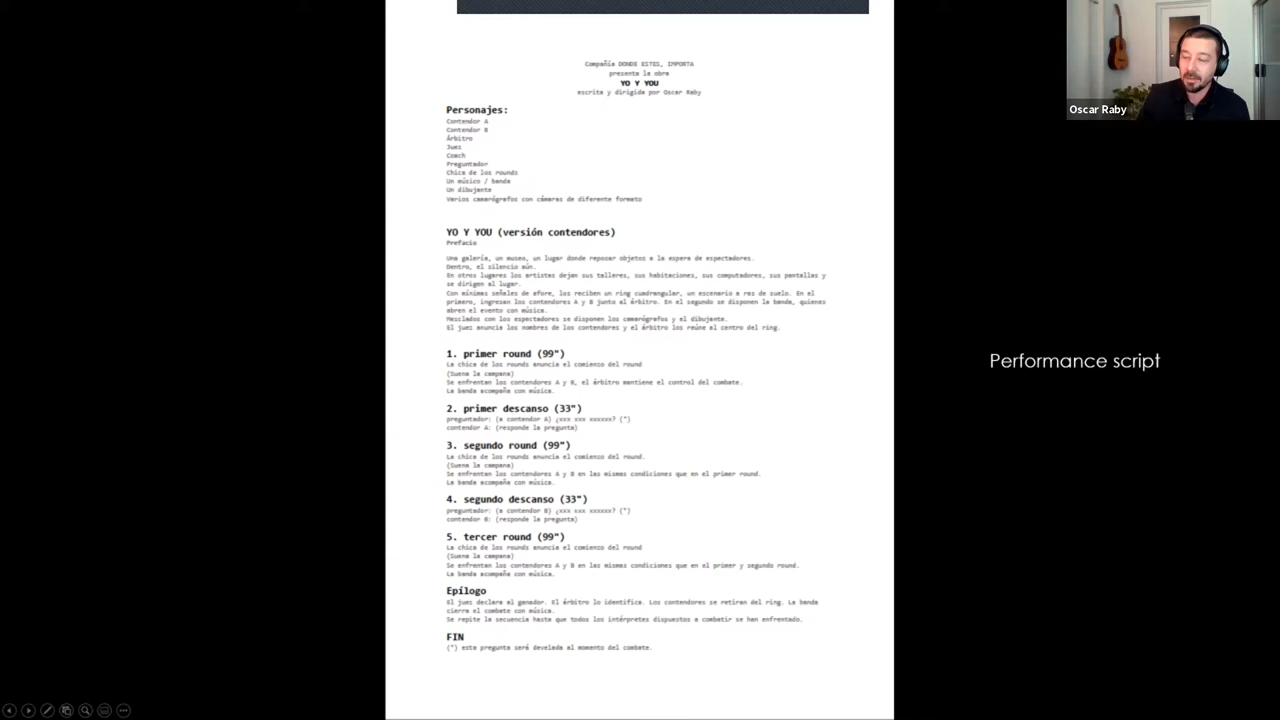 Compañía DONDE ESTES, IMPORTA
presenta la obra
YO Y YOU
escrita y dirigida por Oscar Raby
Personajes:
Contendor A
Contendor B
Árbitro
Juez
Coach
Preguntador
Chica de los rounds
Un músico / banda
Un dibujante
Varios camarógrafos con cámaras de diferente formato
YO Y YOU (versión contendores)
Prefacio
Una galería, un museo, un lugar donde reposar objetos a la espera de espectadores.
Dentro, el silencio aún.
En otros lugares los artistas dejan sus talleres, sus habitaciones, sus computadores, sus pantallas y
se dirigen al lugar.
Con mínimas señales de afore, los reciben un ring cuadrangular, un escenario a ras de suelo. En el
primero, ingresan los contendores A y B junto al árbitro. En el segundo se disponen la banda, quienes
abren el evento con música.
Mezclados con los espectadores se disponen los camarógrafos y el dibujante.
El juez anuncia los nombres de los contendores y el árbitro los reúne al centro del ring.
1. primer round (99")
La chica de los rounds anuncia el comienzo del round
(Suena la campana)
Se enfrentan los contendores A y B, el árbitro mantiene el control del combate.
La banda acompaña con música.
2. primer descanso (33")
preguntador: (a contendor A) ¿xxx xxx xxxxxx? (*)
contendor A: (responde la pregunta)
3. segundo round (99")
La chica de los rounds anuncia el comienzo del round.
(Suena la campana)
Se enfrentan los contendores A y B en las mismas condiciones que en el primer round.
La banda acompaña con música.
4. segundo descanso (33")
preguntador: (a contendor B) ¿xxx xxx xxxxxx? (*)
contendor B: (responde la pregunta)
5. tercer round (99")
La chica de los rounds anuncia el comienzo del round
(Suena la campana)
Se enfrentan los contendores A y B en las mismas condiciones que en el primer y segundo round.
La banda acompaña con música.
Epílogo
El juez declara al ganador. El árbitro lo identifica. Los contendores se retiran del ring. La banda
cierra el combate con música.
Se repite la secuencia hasta que todos los intérpretes dispuestos a combatir se han enfrentado.
FIN
(*) esta pregunta será develada al momento del combate.
Performance script
Oscar Raby